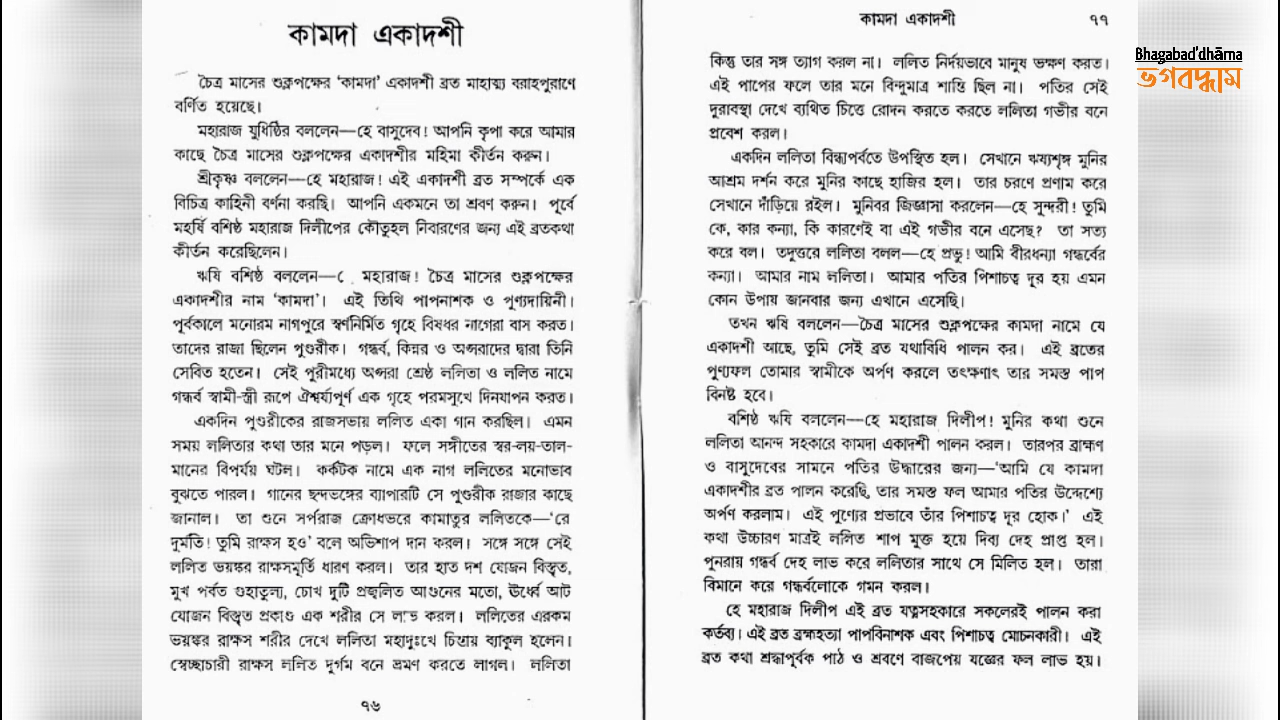 কামদা একাদশী
চৈত্র মাসের শুক্লপক্ষের ‘কামদা’ একাদশী ব্রত মাহাত্ম্য বরাহপুরাণে
বর্ণিত হয়েছে।
মহারাজ যুধিষ্ঠির বললেন—হে বাসুদেব! আপনি কৃপা করে আমার
কাছে চৈত্র মাসের শুক্লপক্ষের একাদশীর মহিমা কীর্তন করুন।
শ্রীকৃষ্ণ বললেন—হে মহারাজ! এই একাদশী ব্রত সম্পর্কে এক
বিচিত্র কাহিনী বর্ণনা করছি। আপনি একমনে তা শ্রবণ করুন। পূর্বে
মহর্ষি বশিষ্ঠ মহারাজ দিলীপের কৌতূহল নিবারণের জন্য এই ব্রতকথা
কীর্তন করেছিলেন।
ঋষি বশিষ্ঠ বললেন— মহারাজ! চৈত্র মাসের শুক্লপক্ষের
একাদশীর নাম ‘কামদা’। এই তিথি পাপনাশক ও পুণ্যদায়িনী।
পূর্বকালে মনোরম নাগপুরে স্বর্ণনির্মিত গৃহে বিষধর নাগেরা বাস করত।
তাদের রাজা ছিলেন পুণ্ডরীক। গন্ধর্ব, কিন্নর ও অপ্সরাদের দ্বারা তিনি
সেবিত হতেন। সেই পুরীমধ্যে অপ্সরা শ্রেষ্ঠ ললিতা ও ললিত নামে
গন্ধর্ব স্বামী-স্ত্রী রূপে ঐশ্বর্য্যপূর্ণ এক গৃহে পরমসুখে দিনযাপন করত।
একদিন পুণ্ডরীকের রাজসভায় ললিত একা গান করছিল। এমন
সময় ললিতার কথা তার মনে পড়ল। ফলে সঙ্গীতের স্বর-লয়-তাল-
মানের বিপর্যয় ঘটল। কর্কটক নামে এক নাগ ললিতের মনোভাব
বুঝতে পারল। গানের ছন্দভঙ্গের ব্যাপারটি সে পুণ্ডরীক রাজার কাছে
জানাল। তা শুনে সর্পরাজ ক্রোধভরে কামাতুর ললিতকে—‘রে
দুর্মতি! তুমি রাক্ষস হও’ বলে অভিশাপ দান করল। সঙ্গে সঙ্গে সেই
ললিত ভয়ঙ্কর রাক্ষসমূর্তি ধারণ করল। তার হাত দশ যোজন বিস্তৃত,
মুখ পর্বত গুহাতুল্য, চোখ দুটি প্রজ্বলিত আগুনের মতো, ঊর্ধ্বে আট
যোজন বিস্তৃত প্রকাণ্ড এক শরীর সে লাভ করল। ললিতের এরকম
ভয়ঙ্কর রাক্ষস শরীর দেখে ললিতা মহাদুঃখে চিন্তায় ব্যাকুল হলেন।
স্বেচ্ছাচারী রাক্ষস ললিত দুর্গম বনে ভ্রমণ করতে লাগল। ললিতা
৭৬
কামদা একাদশী ৭৭
কিন্তু তার সঙ্গ ত্যাগ করল না। ললিত নির্দয়ভাবে মানুষ ভক্ষণ করত।
এই পাপের ফলে তার মনে বিন্দুমাত্র শান্তি ছিল না। পতির সেই
দুরাবস্থা দেখে ব্যথিত চিত্তে রোদন করতে করতে ললিতা গভীর বনে
প্রবেশ করল।
একদিন ললিতা বিন্ধ্যপর্বতে উপস্থিত হল। সেখানে ঋষ্যশৃঙ্গ মুনির
আশ্রম দর্শন করে মুনির কাছে হাজির হল। তার চরণে প্রণাম করে
সেখানে দাঁড়িয়ে রইল। মুনিবর জিজ্ঞাসা করলেন—হে সুন্দরী! তুমি
কে, কার কন্যা, কি কারণেই বা এই গভীর বনে এসেছ? তা সত্য
করে বল। তদুত্তরে ললিতা বলল—হে প্রভু! আমি বীরধন্যা গন্ধর্বের
কন্যা। আমার নাম ললিতা। আমার পতির পিশাচত্ব দূর হয় এমন
কোন উপায় জানবার জন্য এখানে এসেছি।
তখন ঋষি বললেন—চৈত্র মাসের শুক্লপক্ষের কামদা নামে যে
একাদশী আছে, তুমি সেই ব্রত যথাবিধি পালন কর। এই ব্রতের
পুণ্যফল তোমার স্বামীকে অর্পণ করলে তৎক্ষণাৎ তার সমস্ত পাপ
বিনষ্ট হবে।
বশিষ্ঠ ঋষি বললেন—হে মহারাজ দিলীপ! মুনির কথা শুনে
ললিতা আনন্দ সহকারে কামদা একাদশী পালন করল। তারপর ব্রাহ্মণ
ও বাসুদেবের সামনে পতির উদ্ধারের জন্য—‘আমি যে কামদা
একাদশীর ব্রত পালন করেছি, তার সমস্ত ফল আমার পতির উদ্দেশ্যে
অর্পণ করলাম। এই পুণ্যের প্রভাবে তাঁর পিশাচত্ব দূর হোক।’ এই
কথা উচ্চারণ মাত্রই ললিত শাপ মুক্ত হয়ে দিব্য দেহ প্রাপ্ত হল।
পুনরায় গন্ধর্ব দেহ লাভ করে ললিতার সাথে সে মিলিত হল। তারা
বিমানে করে গন্ধর্বলোকে গমন করল।
হে মহারাজ দিলীপ এই ব্রত যত্নসহকারে সকলেরই পালন করা
কর্তব্য। এই ব্রত ব্রহ্মহত্যা পাপবিনাশক এবং পিশাচত্ব মোচনকারী। এই
ব্রত কথা শ্রদ্ধাপূর্বক পাঠ ও শ্রবণে বাজপেয় যজ্ঞের ফল লাভ হয়।
Bhagabad'dhāma
ভগবদ্ধাম